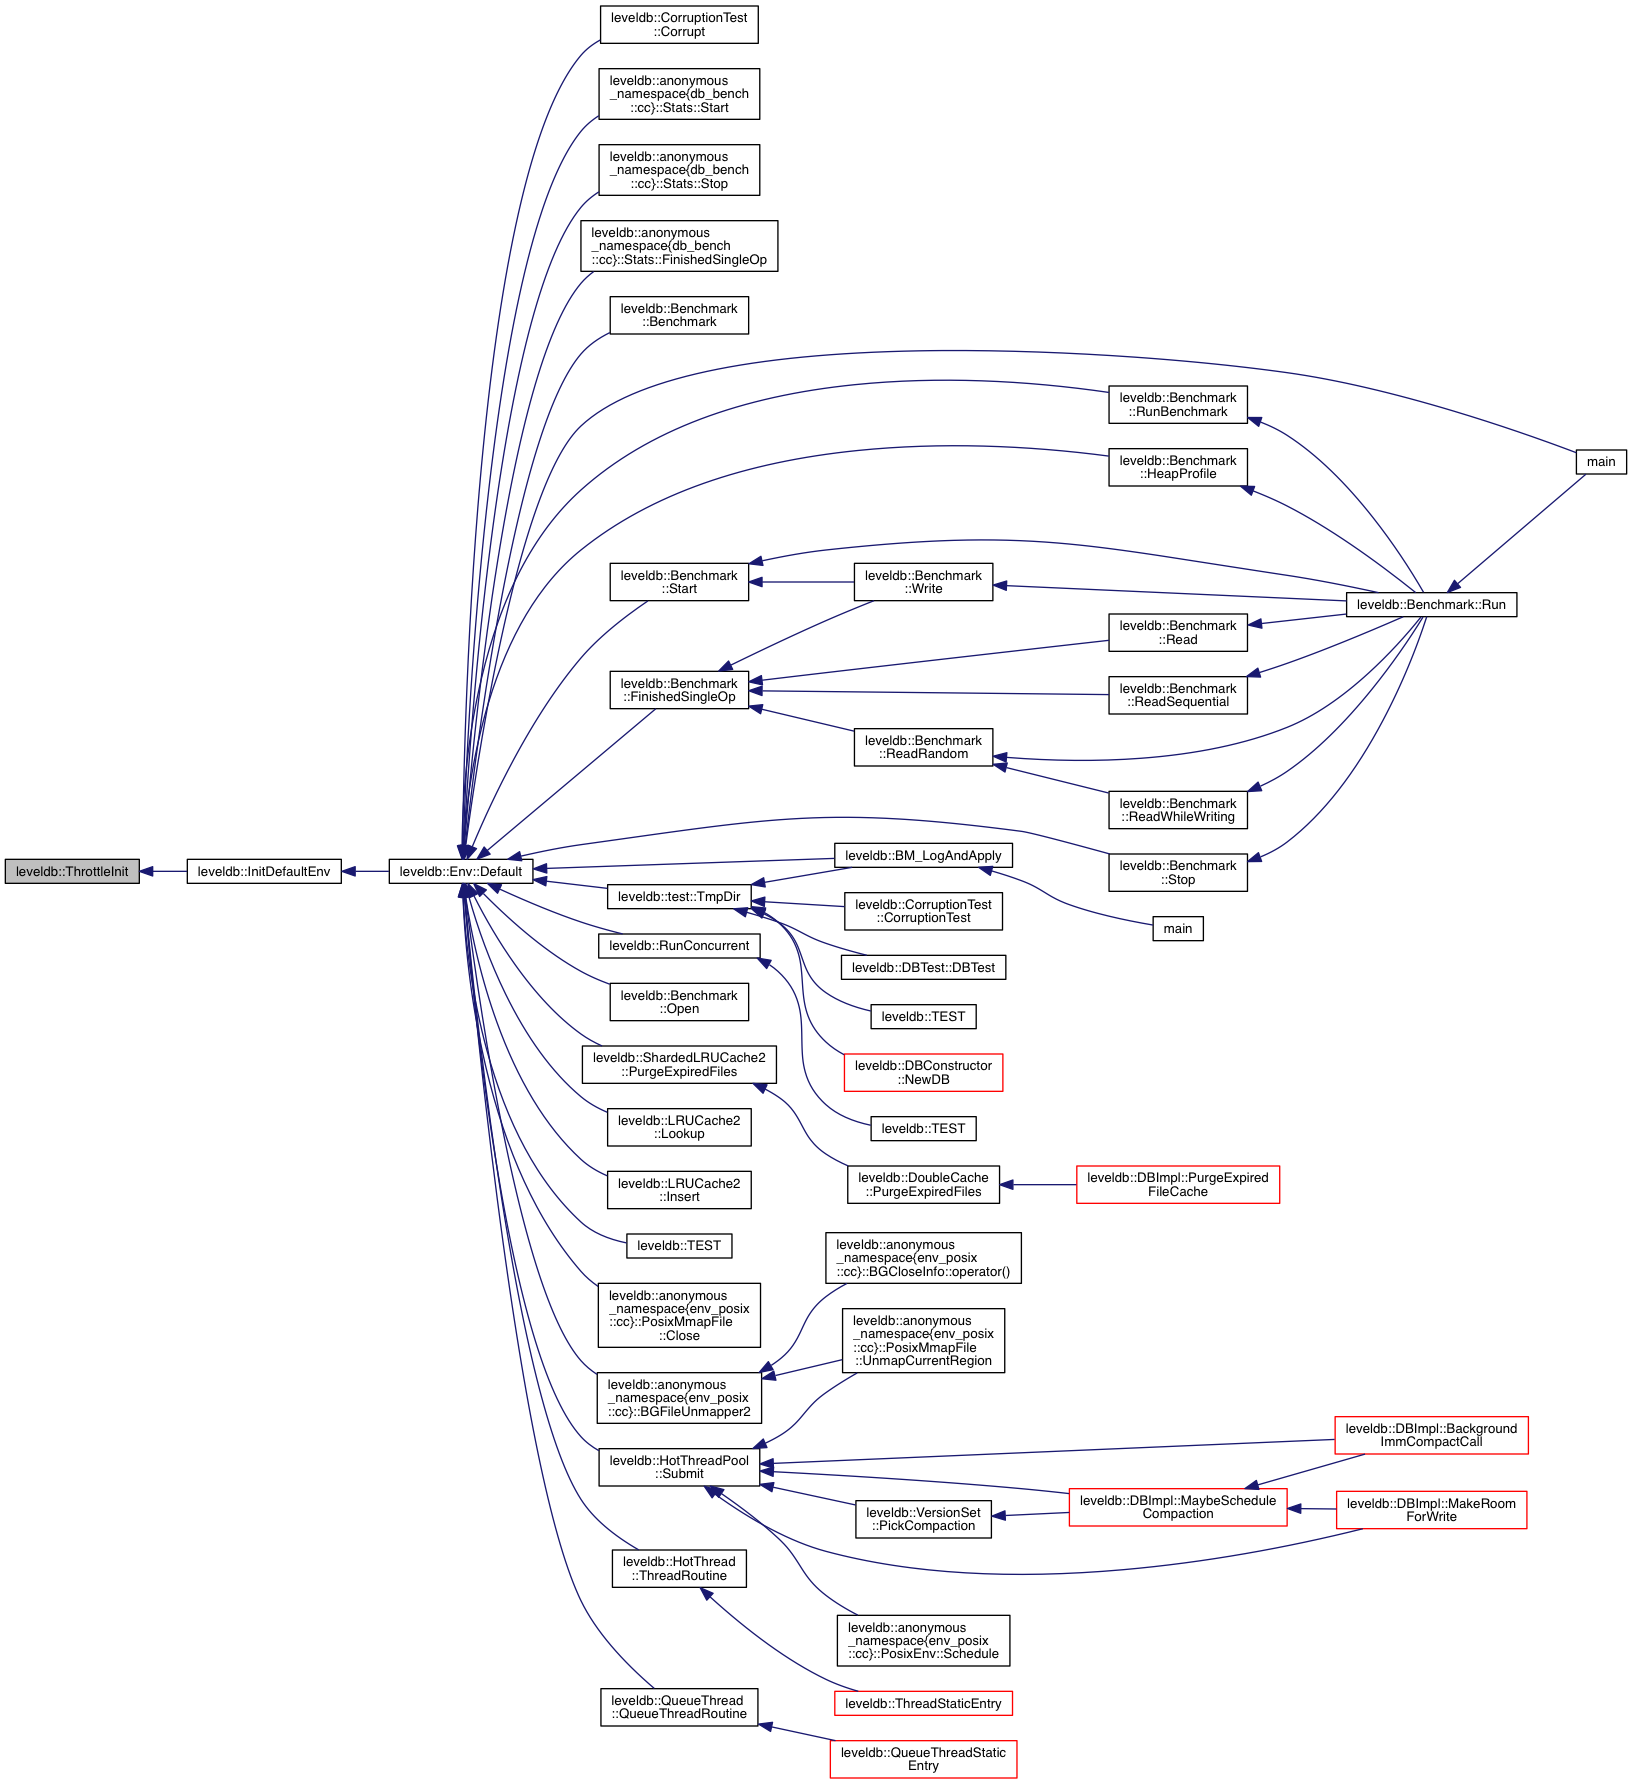 leveldb::CorruptionTest
::Corrupt
leveldb::anonymous
_namespace{db_bench
::cc}::Stats::Start
leveldb::anonymous
_namespace{db_bench
::cc}::Stats::Stop
leveldb::anonymous
_namespace{db_bench
::cc}::Stats::FinishedSingleOp
leveldb::Benchmark
::Benchmark
leveldb::Benchmark
::RunBenchmark
main
leveldb::Benchmark
::HeapProfile
leveldb::Benchmark
::Start
leveldb::Benchmark
::Write
leveldb::Benchmark::Run
leveldb::Benchmark
::Read
leveldb::Benchmark
::FinishedSingleOp
leveldb::Benchmark
::ReadSequential
leveldb::Benchmark
::ReadRandom
leveldb::Benchmark
::ReadWhileWriting
leveldb::ThrottleInit
leveldb::InitDefaultEnv
leveldb::Env::Default
leveldb::BM_LogAndApply
leveldb::Benchmark
::Stop
leveldb::test::TmpDir
leveldb::CorruptionTest
::CorruptionTest
main
leveldb::RunConcurrent
leveldb::DBTest::DBTest
leveldb::Benchmark
::Open
leveldb::TEST
leveldb::ShardedLRUCache2
::PurgeExpiredFiles
leveldb::DBConstructor
::NewDB
leveldb::LRUCache2
::Lookup
leveldb::TEST
leveldb::LRUCache2
::Insert
leveldb::DoubleCache
::PurgeExpiredFiles
leveldb::DBImpl::PurgeExpired
FileCache
leveldb::TEST
leveldb::anonymous
_namespace{env_posix
::cc}::BGCloseInfo::operator()
leveldb::anonymous
_namespace{env_posix
::cc}::PosixMmapFile
::Close
leveldb::anonymous
_namespace{env_posix
::cc}::PosixMmapFile
::UnmapCurrentRegion
leveldb::anonymous
_namespace{env_posix
::cc}::BGFileUnmapper2
leveldb::DBImpl::Background
ImmCompactCall
leveldb::HotThreadPool
::Submit
leveldb::DBImpl::MaybeSchedule
Compaction
leveldb::DBImpl::MakeRoom
ForWrite
leveldb::VersionSet
::PickCompaction
leveldb::HotThread
::ThreadRoutine
leveldb::anonymous
_namespace{env_posix
::cc}::PosixEnv::Schedule
leveldb::ThreadStaticEntry
leveldb::QueueThread
::QueueThreadRoutine
leveldb::QueueThreadStatic
Entry